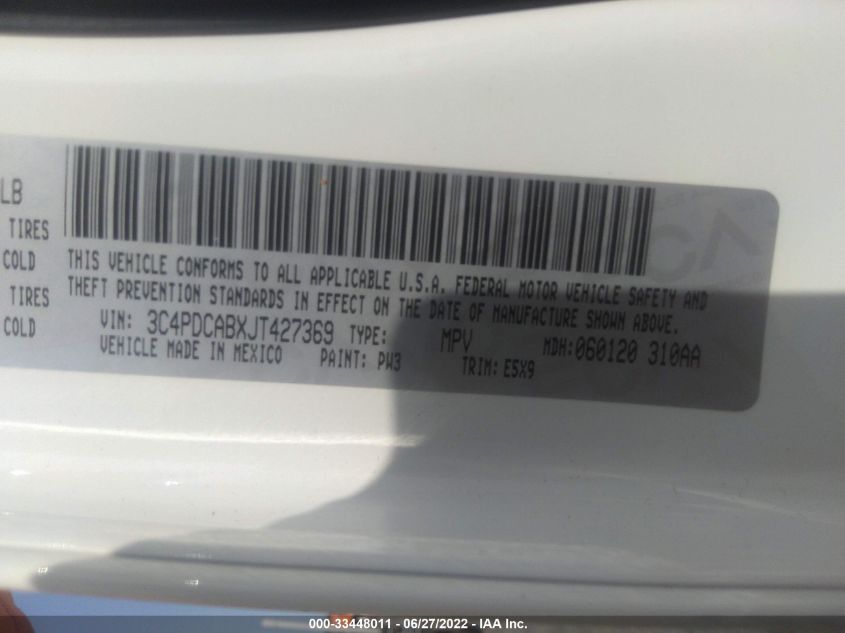 LB
TIRES
COLD
TIRES
COLD
THIS VEHICLE CONFORMS TO ALL APPLICABLE U.S.A. FEDERAL MOTOR VEHICLE SAFETY AND
THEFT PREVENTION STANDARDS IN EFFECT ON THE DATE OF MANUFACTURE SHOWN ABOVE.
VIN: 3C4PDCABXJT427369 TYPE: MPV MDH:060120 310AA
VEHICLE MADE IN MEXICO PAINT: PW3 TRIM: E5X9
000-33448011 - 06/27/2022 - IAA Inc.